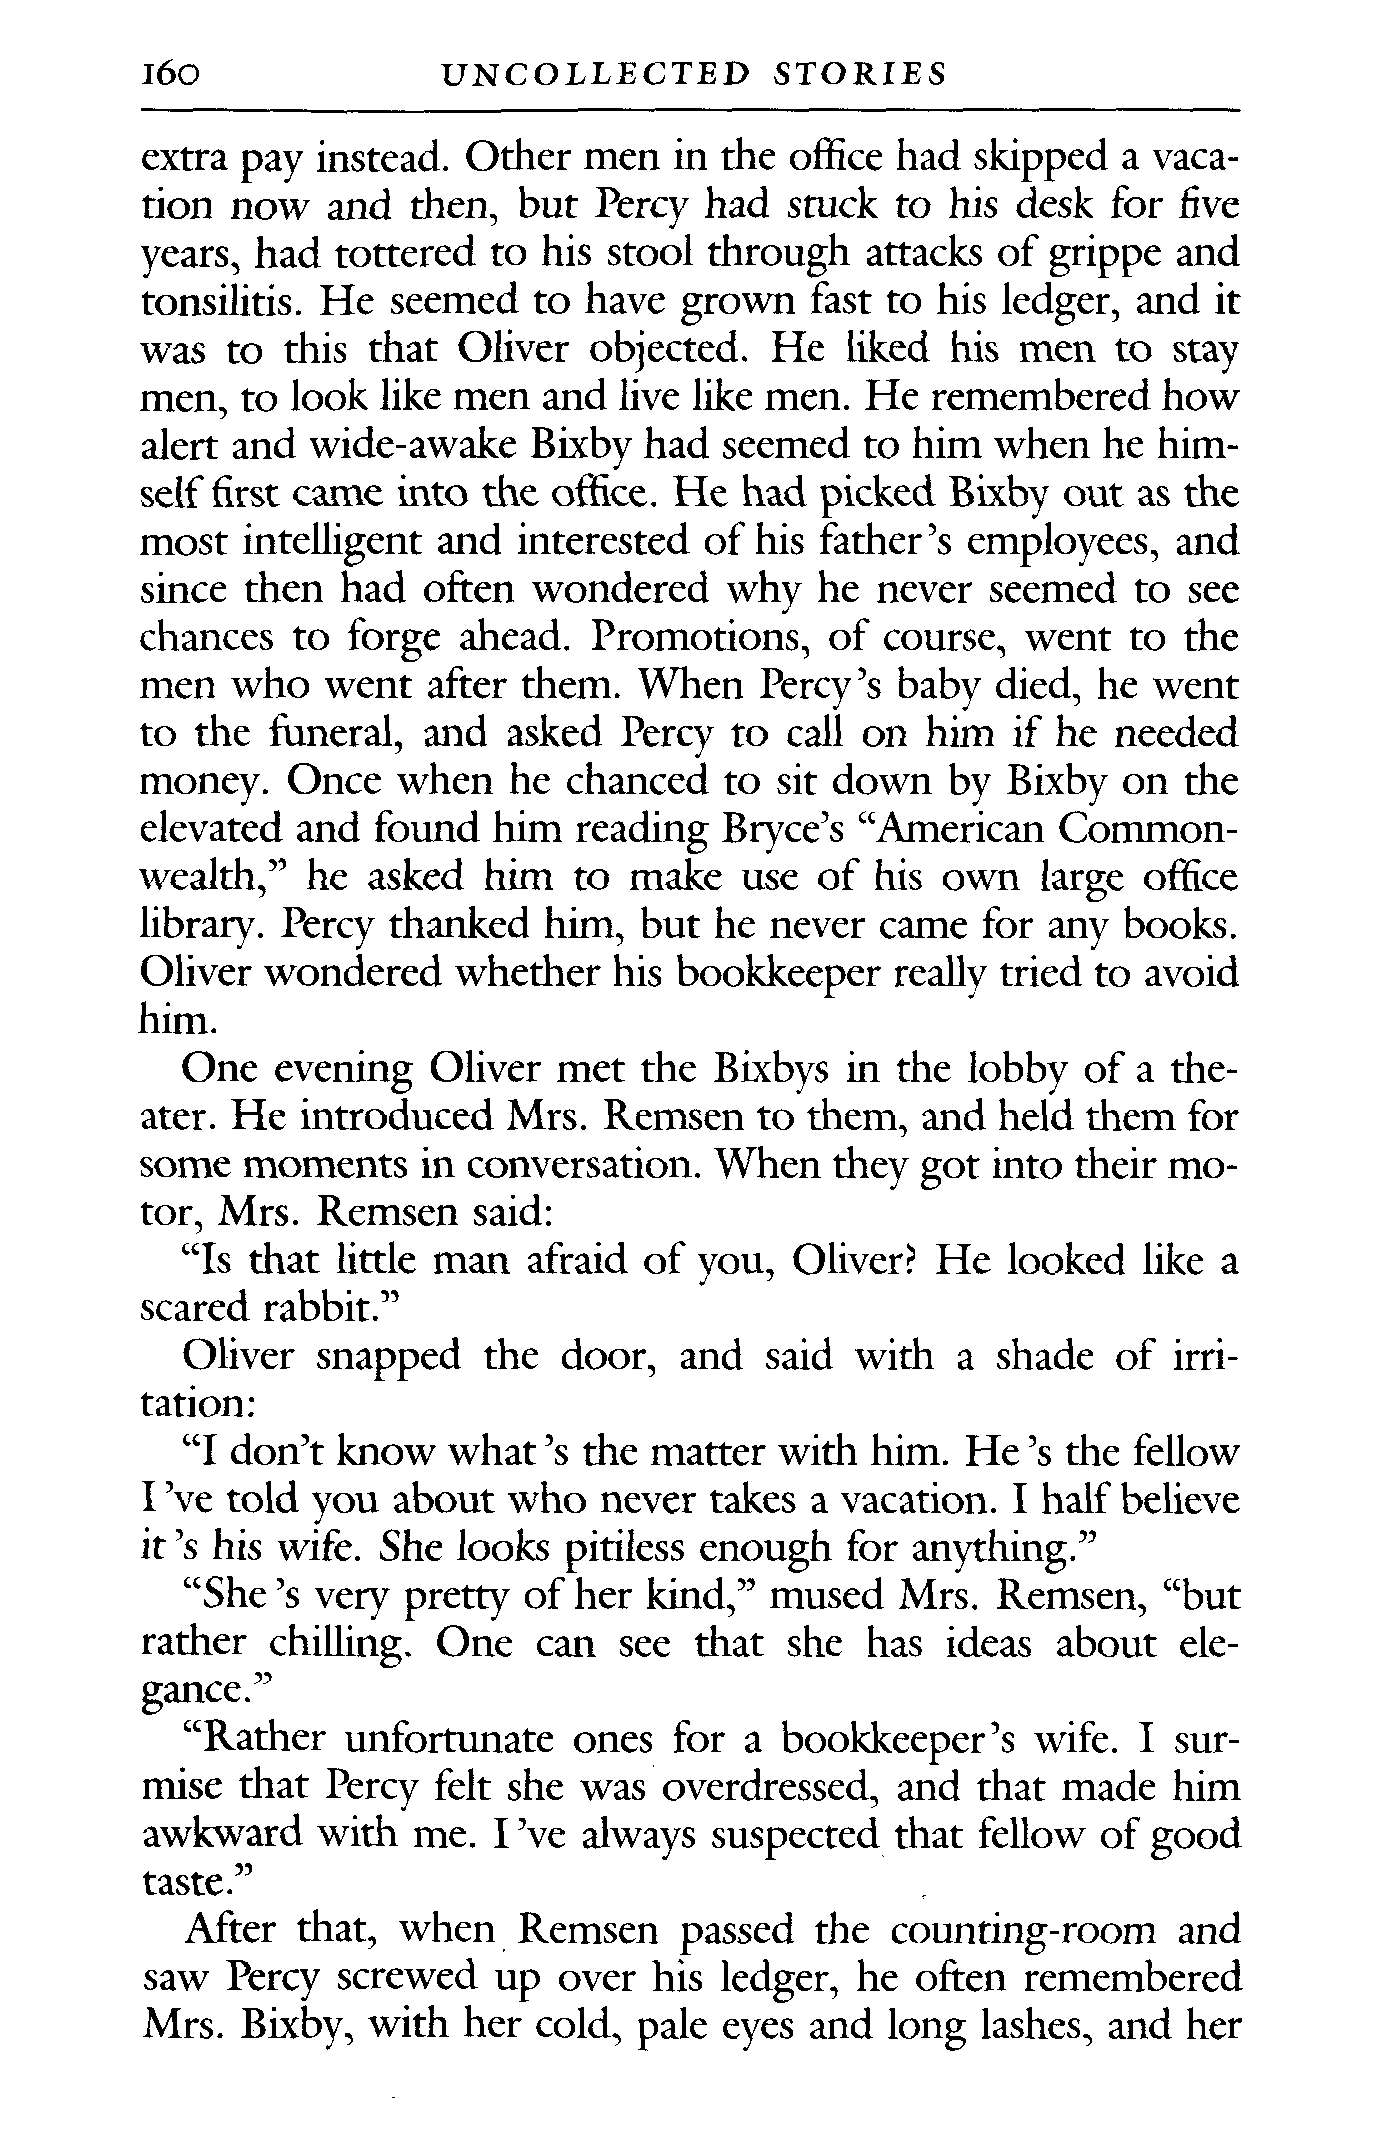 160 UNCOLLECTED STORIES
extra pay instead. Other men in the office had skipped a vaca-
tion now and then, but Percy had stuck to his desk for five
years, had tottered to his stool through attacks of grippe and
tonsilitis. He seemed to have grown fast to his ledger, and it
was to this that Oliver objected. He liked his men to stay
men, to look like men and live like men. He remembered how
alert and wide-awake Bixby had seemed to him when he him-
self first came into the office. He had picked Bixby out as the
most intelligent and interested of his father's employees, and
since then had often wondered why he never seemed to see
chances to forge ahead. Promotions, of course, went to the
men who went after them. When Percy's baby died, he went
to the funeral, and asked Percy to call on him if he needed
money. Once when he chanced to sit down by Bixby on the
elevated and found him reading Bryce's “American Common-
wealth,” he asked him to make use of his own large office
library. Percy thanked him, but he never came for any books.
Oliver wondered whether his bookkeeper really tried to avoid
him.
One evening Oliver met the Bixbys in the lobby of a the-
ater. He introduced Mrs. Remsen to them, and held them for
some moments in conversation. When they got into their mo-
tor, Mrs. Remsen said:
“Is that little man afraid of you, Oliver? He looked like a
scared rabbit.”
Oliver snapped the door, and said with a shade of irri-
tation:
“I don't know what 's the matter with him. He 's the fellow
I 've told you about who never takes a vacation. I half believe
it 's his wife. She looks pitiless enough for anything.”
“She 's very pretty of her kind,” mused Mrs. Remsen, “but
rather chilling. One can see that she has ideas about ele-
gance.”
“Rather unfortunate ones for a bookkeeper's wife. I sur-
mise that Percy felt she was overdressed, and that made him
awkward with me. I 've always suspected that fellow of good
taste.”
After that, when Remsen passed the counting-room and
saw Percy screwed up over his ledger, he often remembered
Mrs. Bixby, with her cold, pale eyes and long lashes, and her